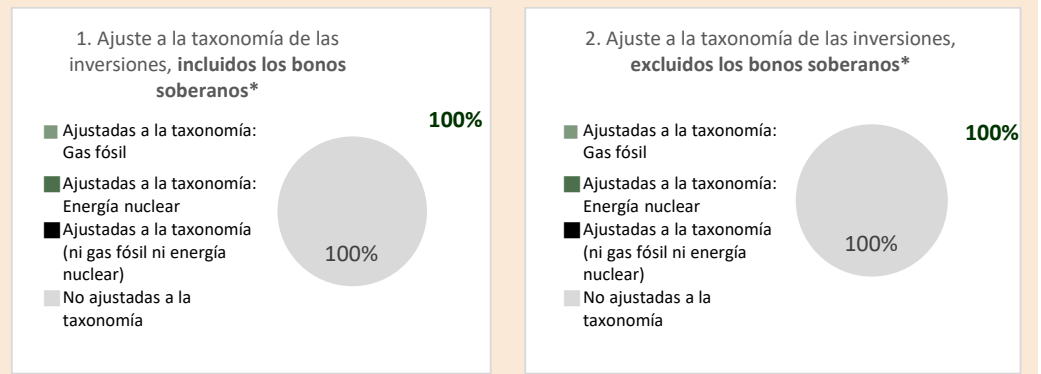 1. Ajuste a la taxonomía de las
inversiones, incluidos los bonos
soberanos*
100%
Ajustadas a la taxonomía:
Gas fósil
Ajustadas a la taxonomía:
Energía nuclear
Ajustadas a la taxonomía
(ni gas fósil ni energía
nuclear)
No ajustadas a la
taxonomía
100%
2. Ajuste a la taxonomía de las inversiones,
excluidos los bonos soberanos*
100%
Ajustadas a la taxonomía:
Gas fósil
Ajustadas a la taxonomía:
Energía nuclear
Ajustadas a la taxonomía
(ni gas fósil ni energía
nuclear)
No ajustadas a la
taxonomía
100%